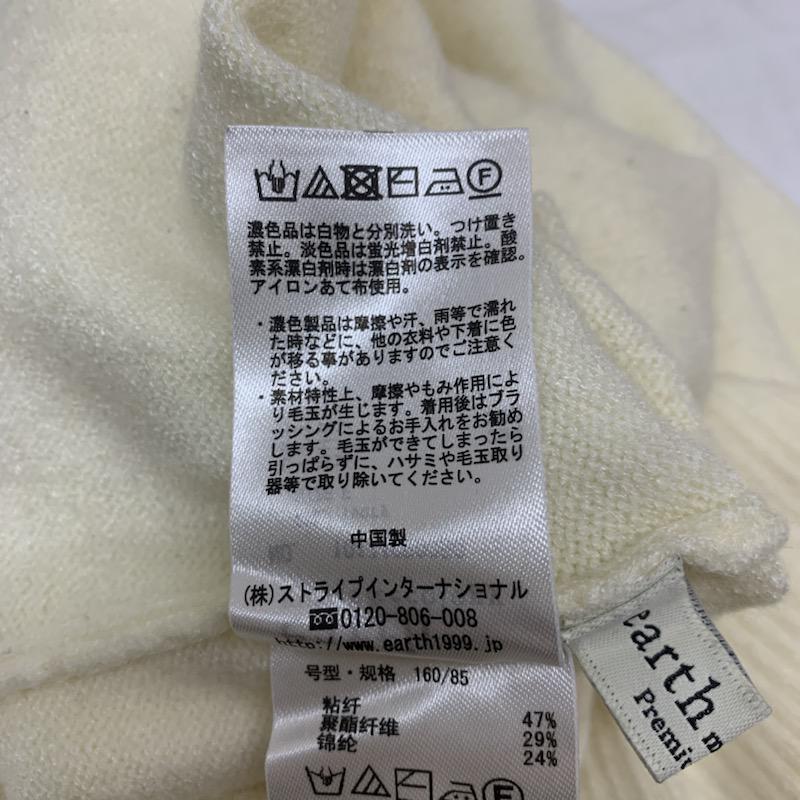 F
濃色品は白物と分別洗い。つけ置き
禁止。淡色品は蛍光増白剤禁止。酸
素系漂白剤時は漂白剤の表示を確認。
アイロンあて布使用。
・濃色製品は摩擦や汗、雨等で濡れ
た時などに、他の衣料や下着に色
が移る事がありますのでご注意く
ださい。
・素材特性上、摩擦やもみ作用によ
り毛玉が生じます。着用後はブラ
ッシングによるお手入れをお勧め
します。毛玉ができてしまったら
引っぱらずに、ハサミや毛玉取り
器等で取り除いてください。
中国製
(株)ストライプインターナショナル
0120-806-008
http://www.earth1999.jp
号型・规格 160/85
粘纤 47%
聚酯纤维 29%
锦纶 24%
earth m
Premi